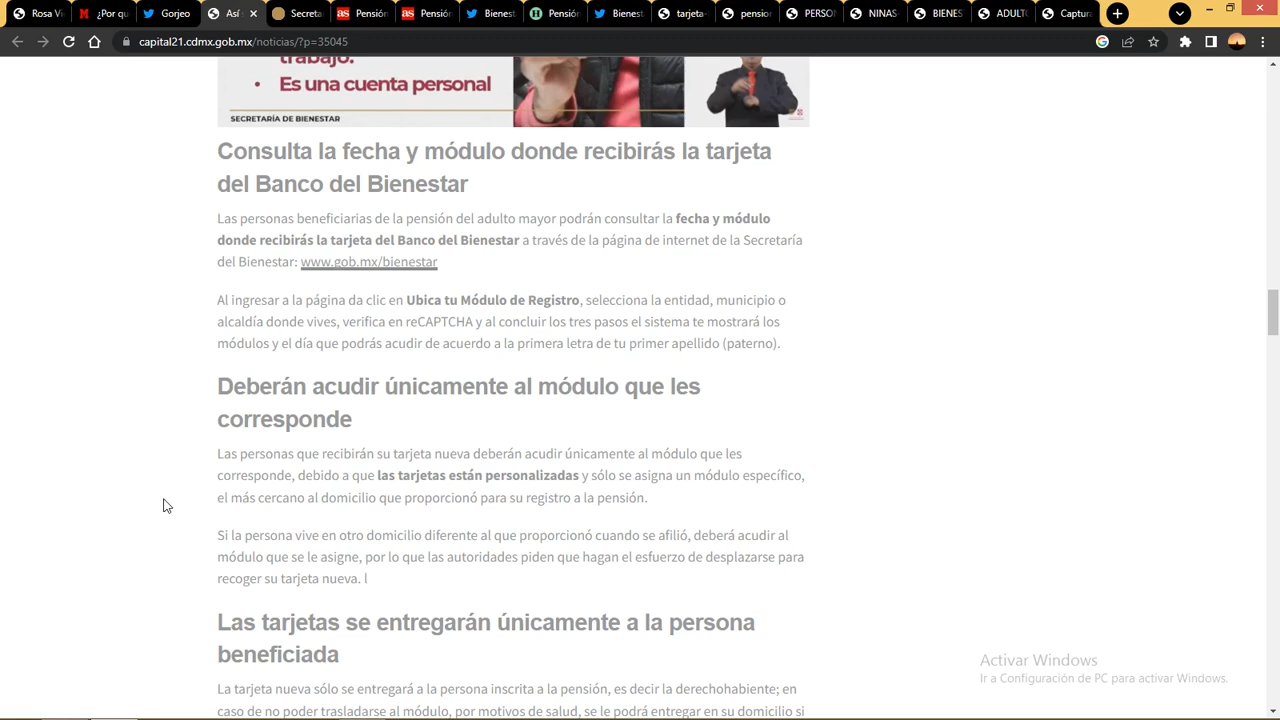 Rosa Vi
¿Por qu
Gorjeo
Así
Secreta
Pensió
Pensió
Bienest
Pensió
Bienest
tarjeta-
pension
PERSO
NINAS
BIENES
ADULTO
Captura
capital21.cdmx.gob.mx/noticias/?p=35045
trabajo.
• Es una cuenta personal
SECRETARÍA DE BIENESTAR
Consulta la fecha y módulo donde recibirás la tarjeta
del Banco del Bienestar
Las personas beneficiarias de la pensión del adulto mayor podrán consultar la fecha y módulo
donde recibirás la tarjeta del Banco del Bienestar a través de la página de internet de la Secretaría
del Bienestar: www.gob.mx/bienestar
Al ingresar a la página da clic en Ubica tu Módulo de Registro, selecciona la entidad, municipio o
alcaldía donde vives, verifica en reCAPTCHA y al concluir los tres pasos el sistema te mostrará los
módulos y el día que podrás acudir de acuerdo a la primera letra de tu primer apellido (paterno).
Deberán acudir únicamente al módulo que les
corresponde
Las personas que recibirán su tarjeta nueva deberán acudir únicamente al módulo que les
corresponde, debido a que las tarjetas están personalizadas y sólo se asigna un módulo específico,
el más cercano al domicilio que proporcionó para su registro a la pensión.
Si la persona vive en otro domicilio diferente al que proporcionó cuando se afilió, deberá acudir al
módulo que se le asigne, por lo que las autoridades piden que hagan el esfuerzo de desplazarse para
recoger su tarjeta nueva. l
Las tarjetas se entregarán únicamente a la persona
beneficiada
La tarjeta nueva sólo se entregará a la persona inscrita a la pensión, es decir la derechohabiente; en
caso de no poder trasladarse al módulo, por motivos de salud, se le podrá entregar en su domicilio si
Activar Windows
Ir a Configuración de PC para activar Windows.